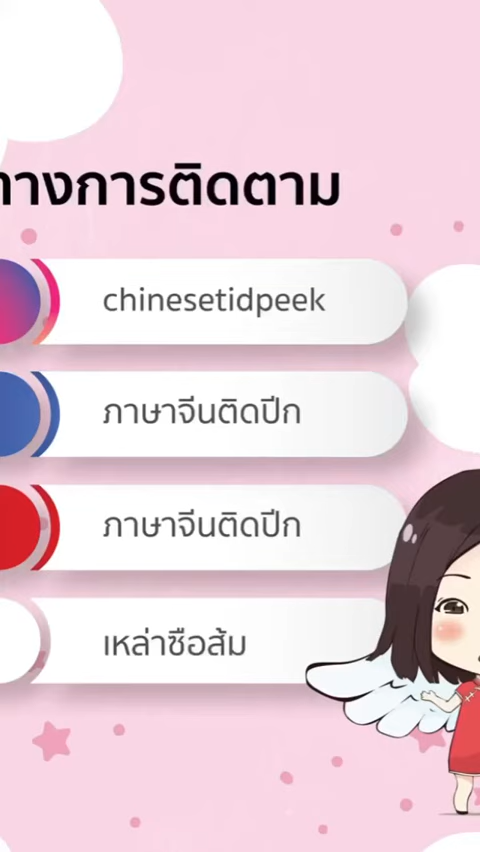 ทางการติดตาม
chinesetidpeek
ภาษาจีนติดปีก
ภาษาจีนติดปีก
เหล่าซือส้ม